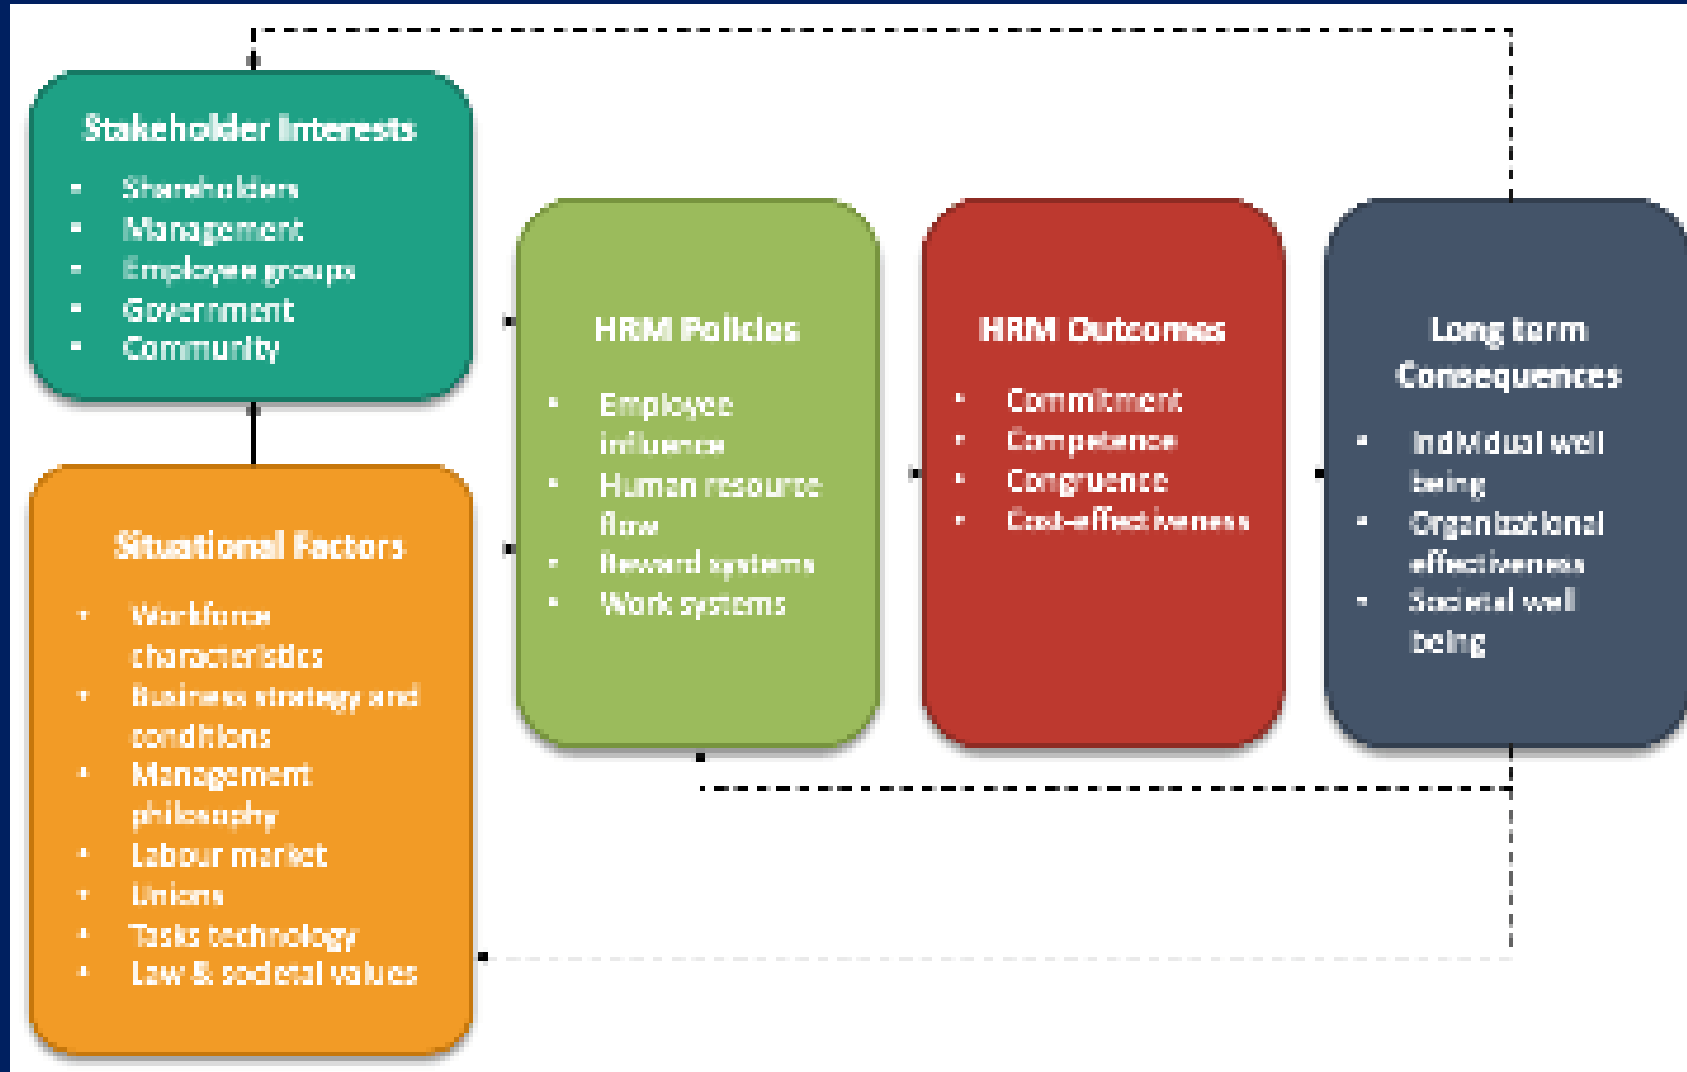 Stakeholder Interests
▪ Shareholders
▪ Management
▪ Employee groups
▪ Government
▪ Community
Situational Factors
• Workforce
characteristics
• Business strategy and
conditions
• Management
philosophy
• Labour market
• Unions
• Tasks technology
• Law & societal values
HRM Policies
• Employee
influence
• Human resource
flow
• Reward systems
• Work systems
HRM Outcomes
• Commitment
• Competence
• Congruence
• Cost-effectiveness
Long term
Consequences
• Individual well
being
• Organizational
effectiveness
• Societal well
being